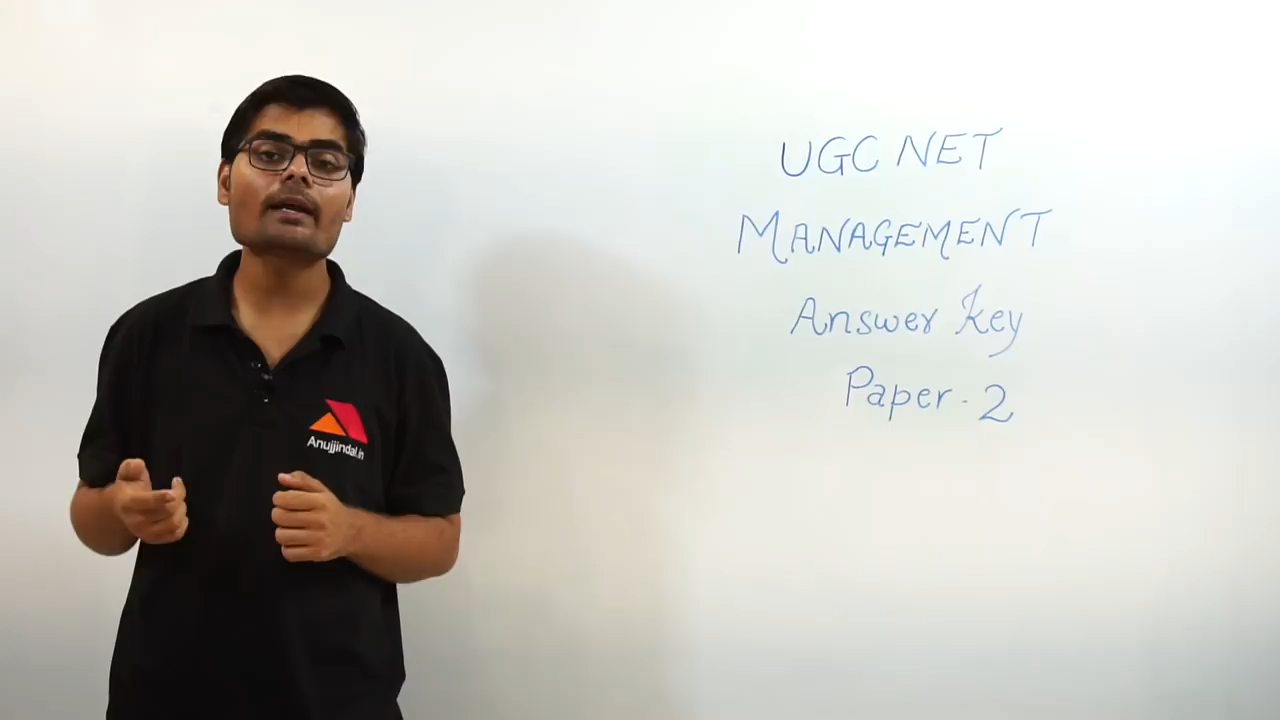 UGC NET
MANAGEMENT
Answer Key
Paper - 2
Anujjindal.in